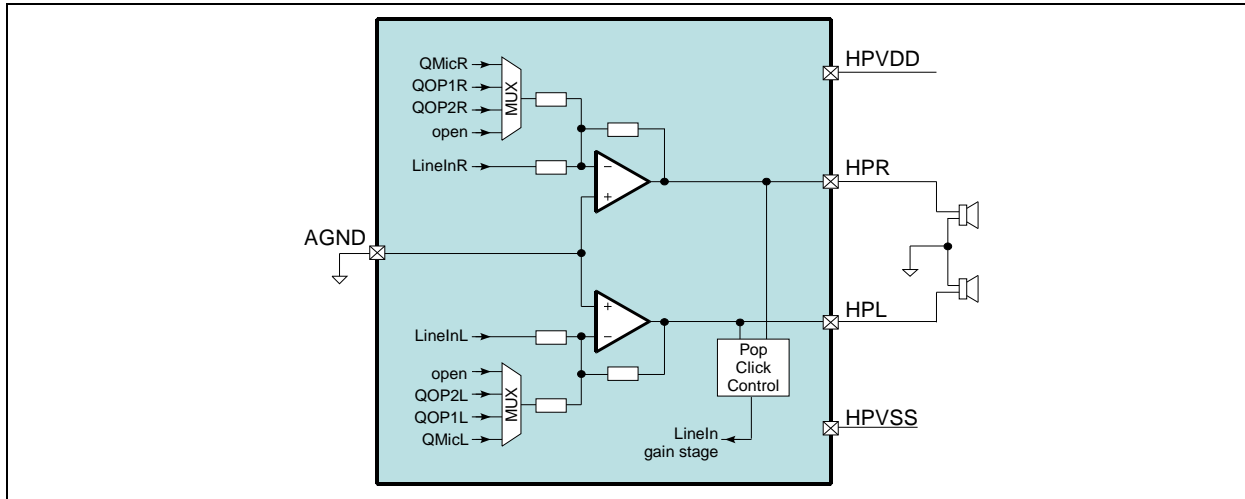 HPVDD
QMicR
QOP1R
QOP2R
open
MUX
LineInR
−
+
HPR
AGND
+
−
LineInL
HPL
open
QOP2L
QOP1L
QMicL
MUX
Pop
Click
Control
LineIn
gain stage
HPVSS